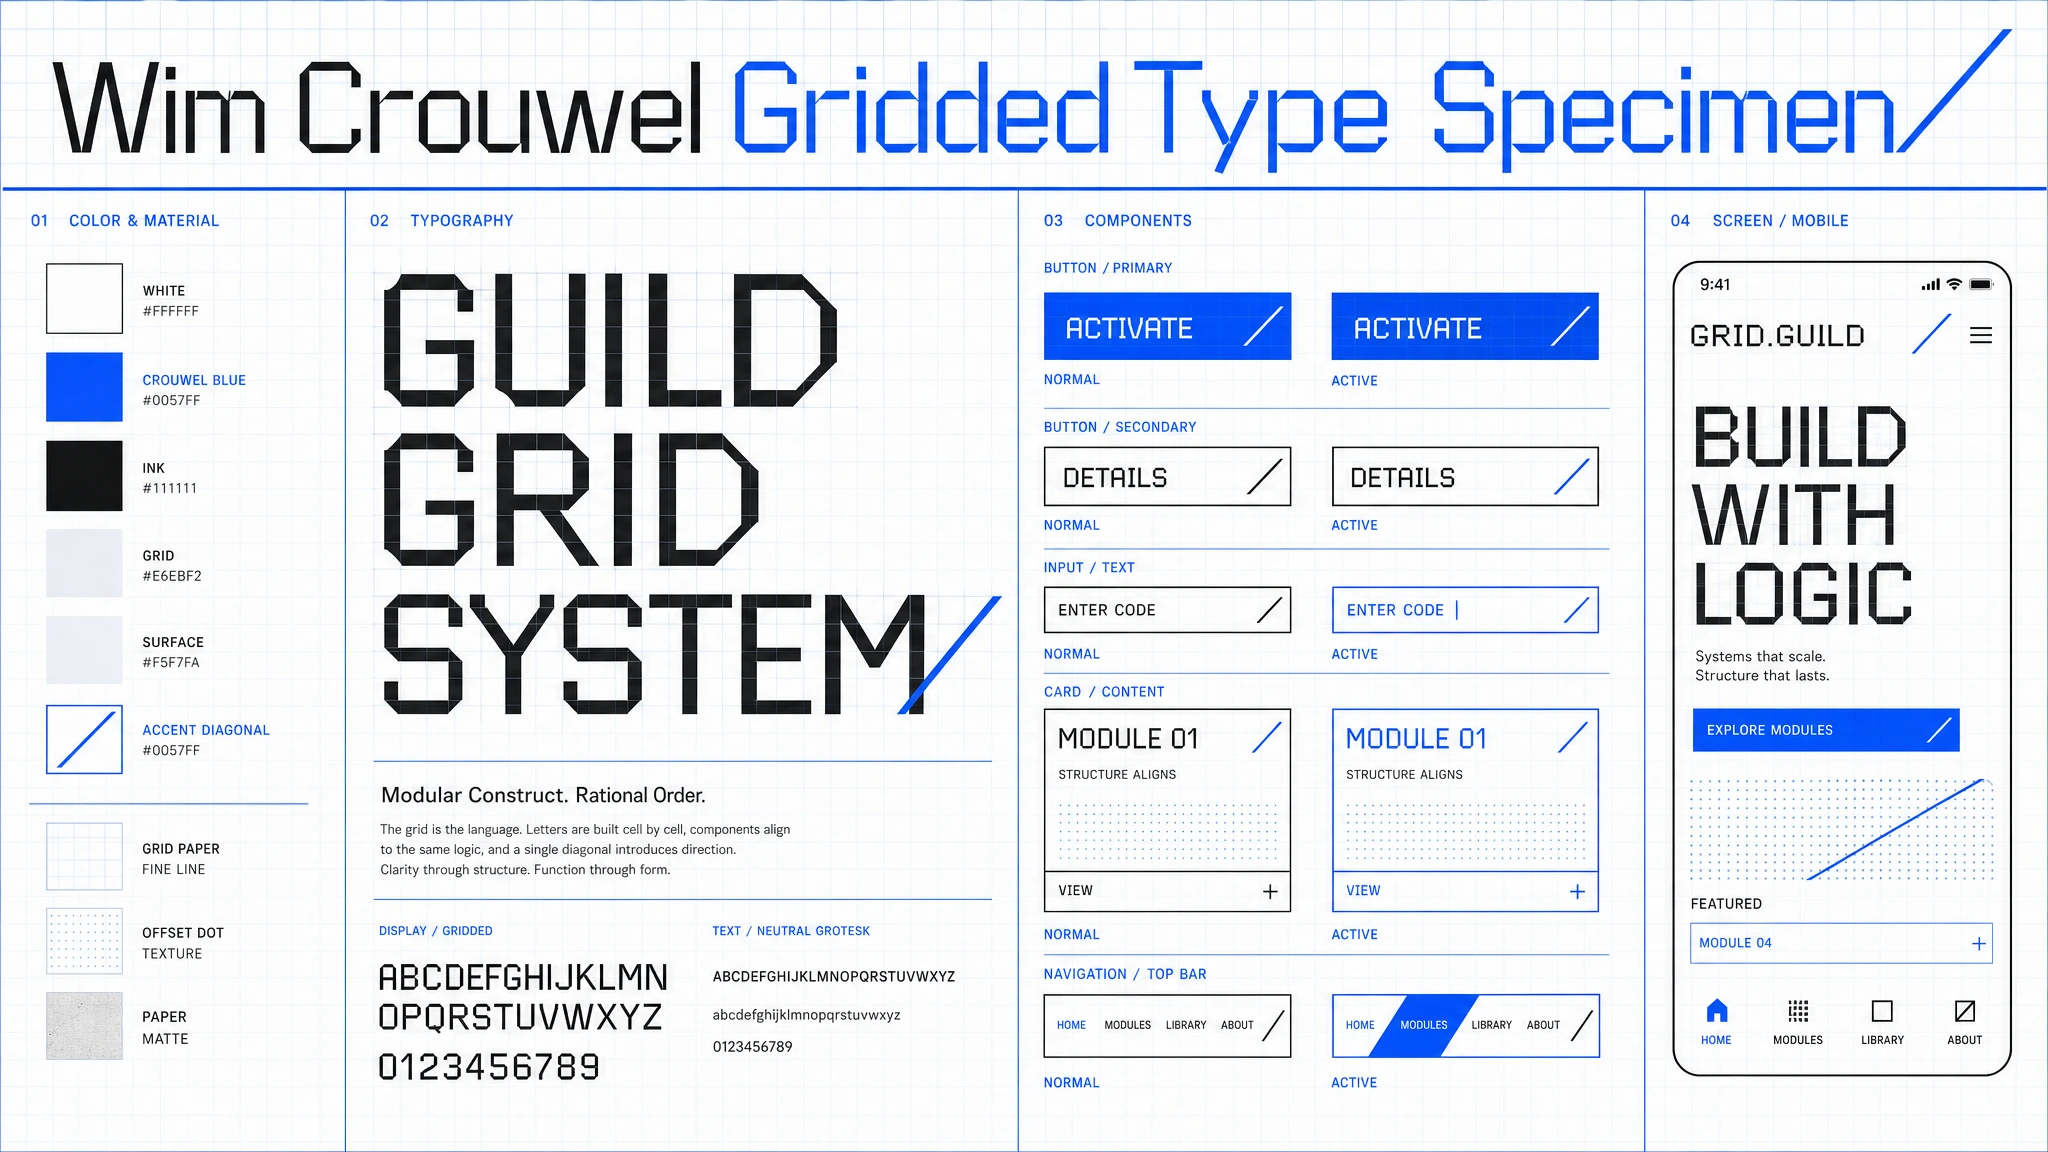 Wim Crouwel Gridded Type Specimen/
01 COLOR & MATERIAL
WHITE
#FFFFFF
CROUWEL BLUE
#0057FF
INK
#111111
GRID
#E6EBF2
SURFACE
#F5F7FA
ACCENT DIAGONAL
#0057FF
GRID PAPER
FINE LINE
OFFSET DOT
TEXTURE
PAPER
MATTE
02 TYPOGRAPHY
GUILD
GRID
SYSTEM/
Modular Construct. Rational Order.
The grid is the language. Letters are built cell by cell, components align
to the same logic, and a single diagonal introduces direction.
Clarity through structure. Function through form.
DISPLAY / GRIDDED
ABCDEFGHIJKLMN
OPQRSTUVWXYZ
0123456789
TEXT / NEUTRAL GROTESK
ABCDEFGHIJKLMNOPQRSTUVWXYZ
abcdefghijklmnopqrstuvwxyz
0123456789
03 COMPONENTS
BUTTON / PRIMARY
ACTIVATE
ACTIVATE
NORMAL
ACTIVE
BUTTON / SECONDARY
DETAILS
DETAILS
NORMAL
ACTIVE
INPUT / TEXT
ENTER CODE
ENTER CODE |
NORMAL
ACTIVE
CARD / CONTENT
MODULE 01
STRUCTURE ALIGNS
VIEW +
NORMAL
MODULE 01
STRUCTURE ALIGNS
VIEW +
ACTIVE
NAVIGATION / TOP BAR
HOME MODULES LIBRARY ABOUT
HOME MODULES LIBRARY ABOUT
NORMAL
ACTIVE
04 SCREEN / MOBILE
9:41
GRID.GUILD
BUILD
WITH
LOGIC
Systems that scale.
Structure that lasts.
EXPLORE MODULES
FEATURED
MODULE 04 +
HOME MODULES LIBRARY ABOUT